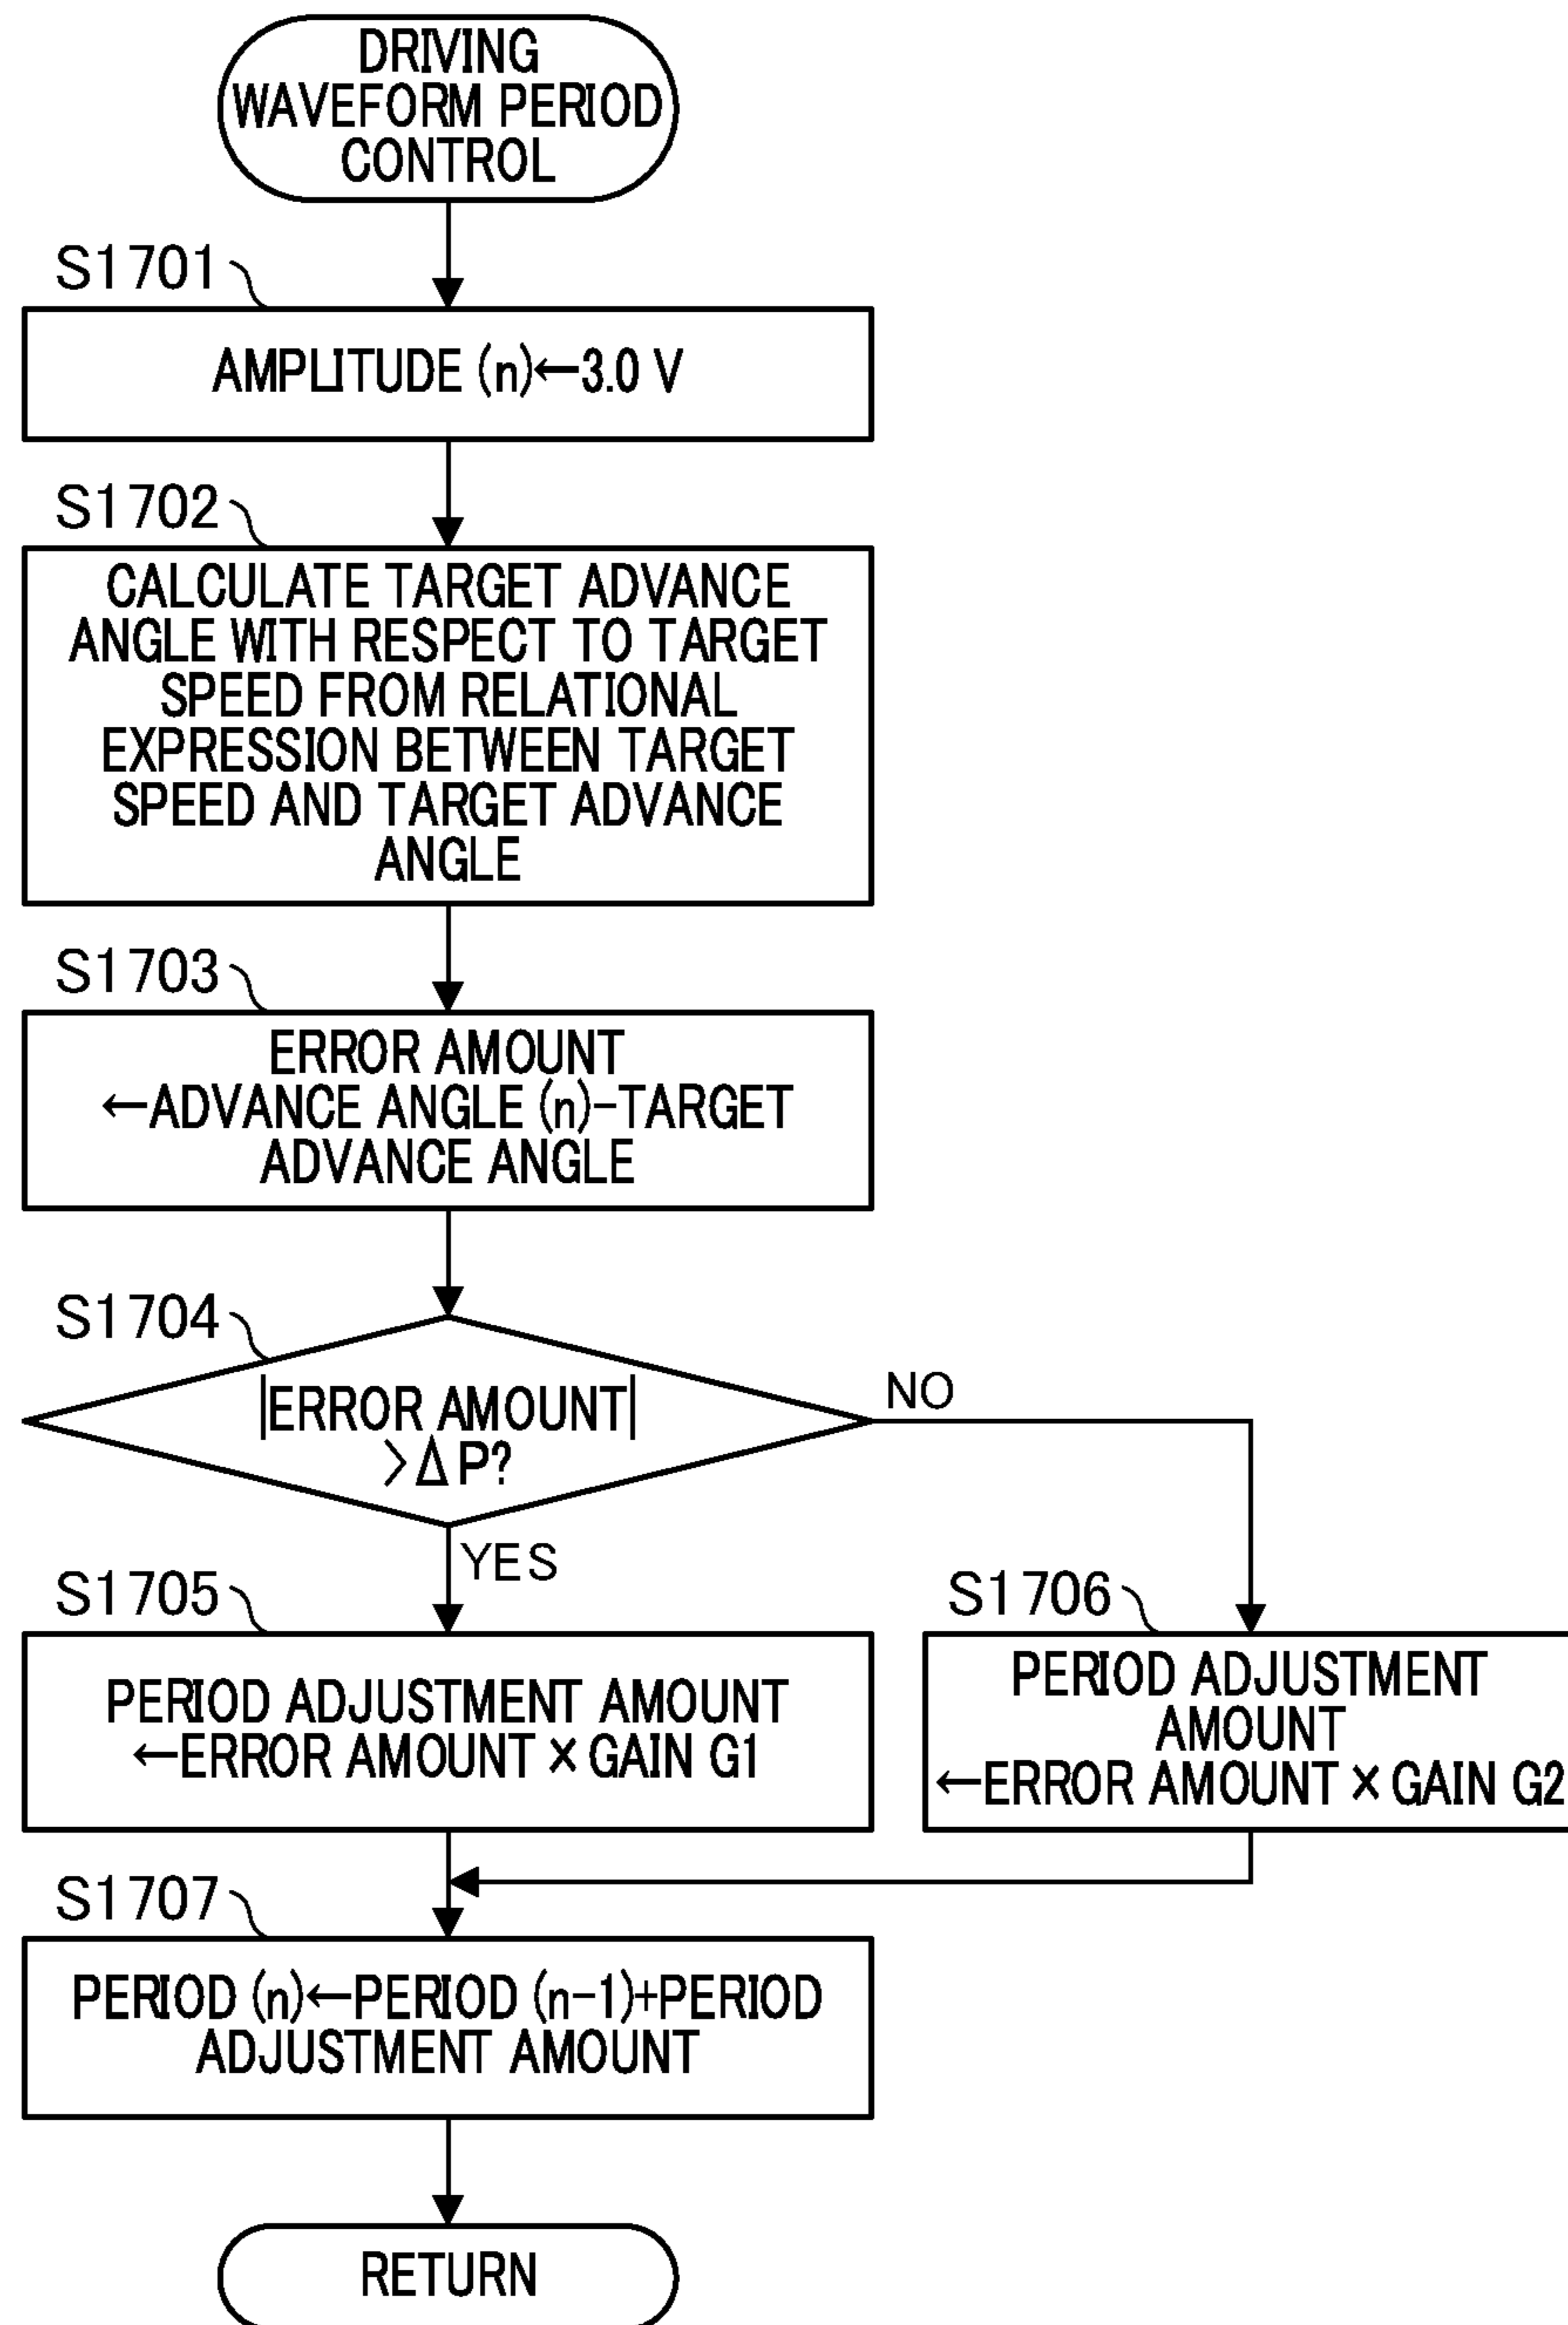 DRIVING
WAVEFORM PERIOD
CONTROL
S1701
AMPLITUDE (n)←3.0 V
S1702
CALCULATE TARGET ADVANCE
ANGLE WITH RESPECT TO TARGET
SPEED FROM RELATIONAL
EXPRESSION BETWEEN TARGET
SPEED AND TARGET ADVANCE
ANGLE
S1703
ERROR AMOUNT
←ADVANCE ANGLE (n)−TARGET
ADVANCE ANGLE
S1704
|ERROR AMOUNT|
>Δ P?
NO
YES
S1705
PERIOD ADJUSTMENT AMOUNT
←ERROR AMOUNT × GAIN G1
S1706
PERIOD ADJUSTMENT
AMOUNT
←ERROR AMOUNT × GAIN G2
S1707
PERIOD (n)←PERIOD (n−1)+PERIOD
ADJUSTMENT AMOUNT
RETURN